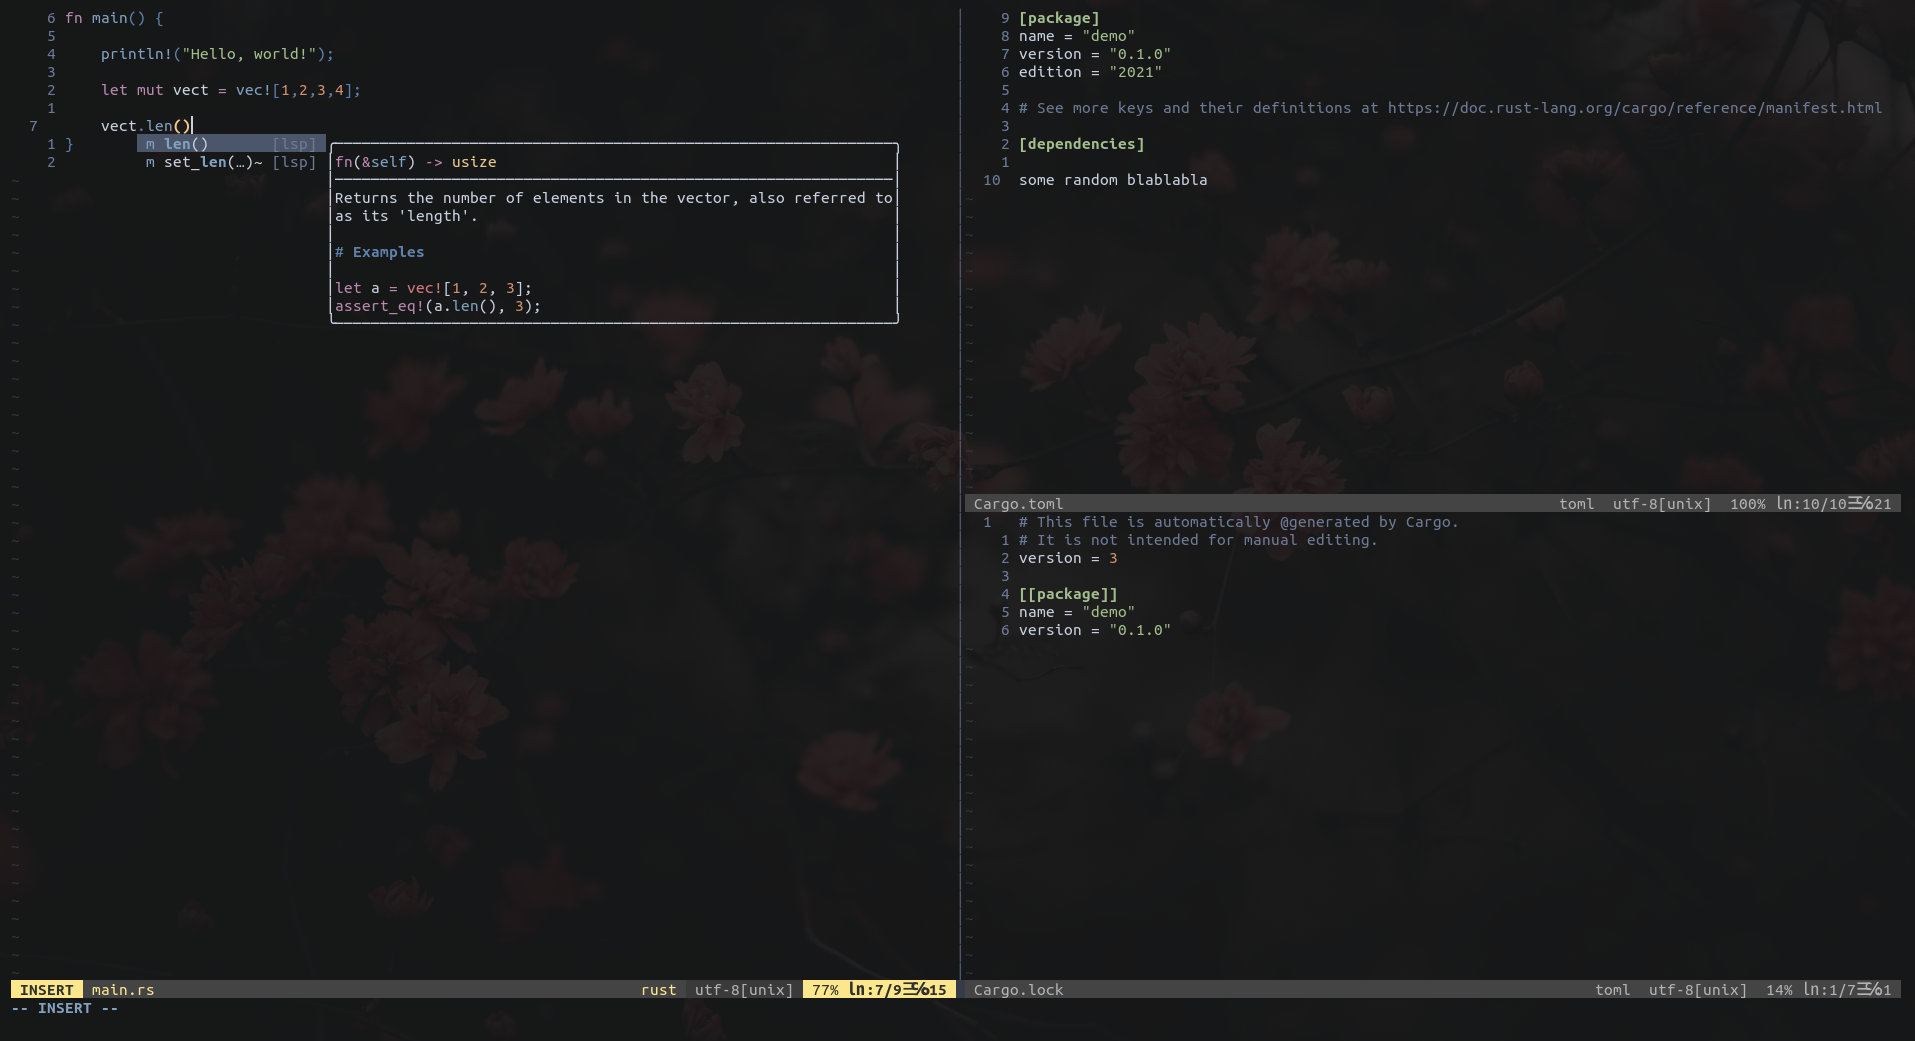 6 fn main() {
5
4     println!("Hello, world!");
3
2     let mut vect = vec![1,2,3,4];
1
7     vect.len()
1 }
m len() [lsp]
2
m set_len(…)~ [lsp]
fn(&self) -> usize
Returns the number of elements in the vector, also referred to
as its 'length'.
# Examples
let a = vec![1, 2, 3];
assert_eq!(a.len(), 3);
INSERT main.rs rust utf-8[unix] 77% ln:7/9☰℅15
-- INSERT --
9 [package]
8 name = "demo"
7 version = "0.1.0"
6 edition = "2021"
5
4 # See more keys and their definitions at https://doc.rust-lang.org/cargo/reference/manifest.html
3
2 [dependencies]
1
10 some random blablabla
Cargo.toml toml utf-8[unix] 100% ln:10/10☰℅21
1 # This file is automatically @generated by Cargo.
1 # It is not intended for manual editing.
2 version = 3
3
4 [[package]]
5 name = "demo"
6 version = "0.1.0"
Cargo.lock toml utf-8[unix] 14% ln:1/7☰℅1